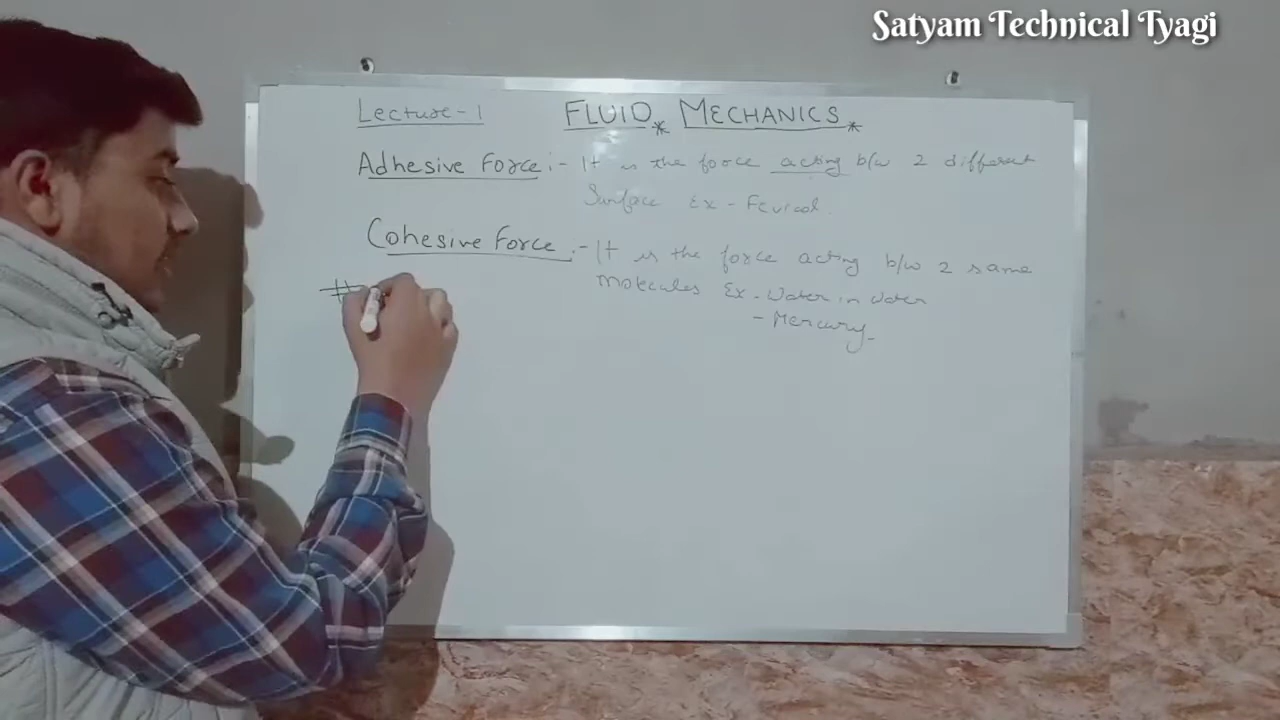 Satyam Technical Tyagi
Lecture-1 FLUID MECHANICS
Adhesive Force :- It is the force acting b/w 2 different
Surface Ex - Fevicol.
Cohesive Force :- It is the force acting b/w 2 same
molecules Ex - Water in water
- Mercury -
#